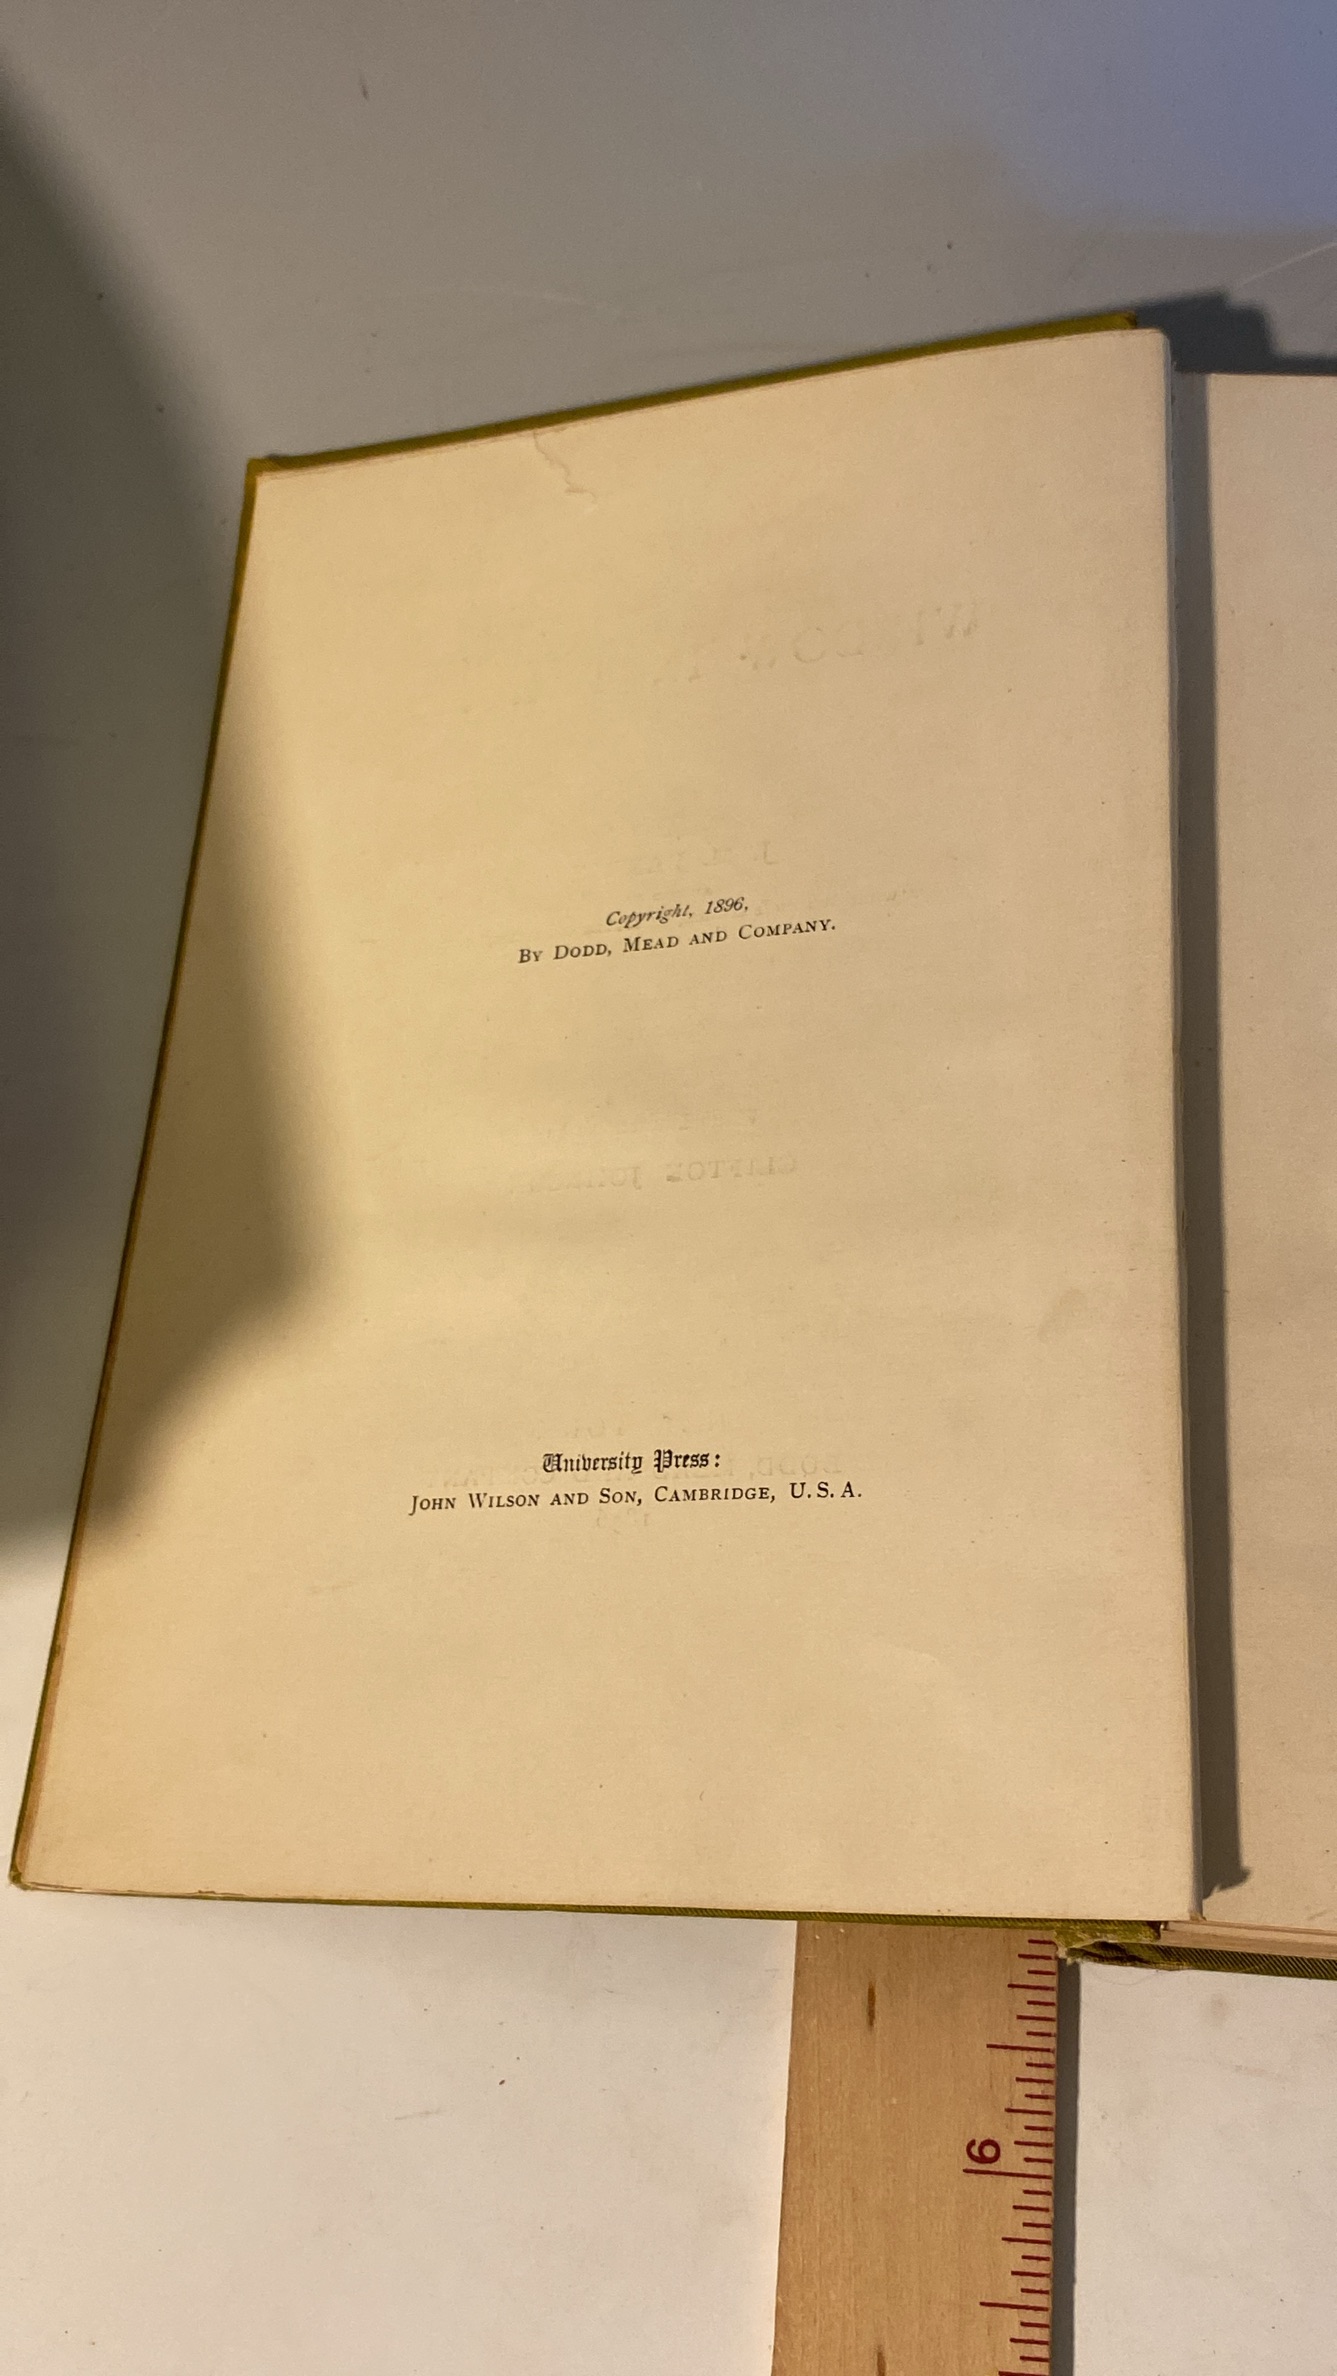 Copyright, 1896,
By Dodd, Mead and Company.
University Press:
John Wilson and Son, Cambridge, U. S. A.
9